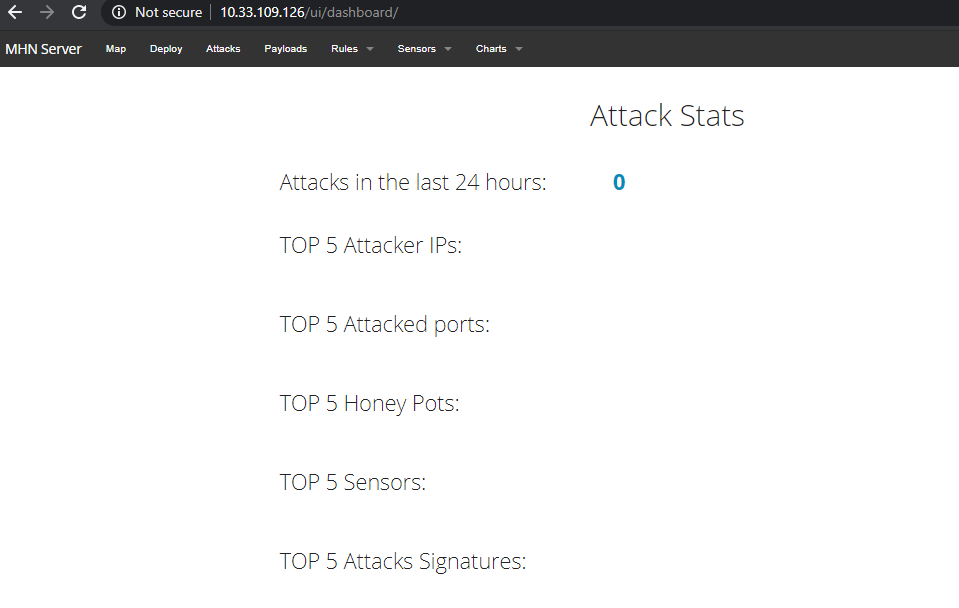 Not secure | 10.33.109.126/ui/dashboard/
MHN Server Map Deploy Attacks Payloads Rules Sensors Charts
Attack Stats
Attacks in the last 24 hours: 0
TOP 5 Attacker IPs:
TOP 5 Attacked ports:
TOP 5 Honey Pots:
TOP 5 Sensors:
TOP 5 Attacks Signatures: